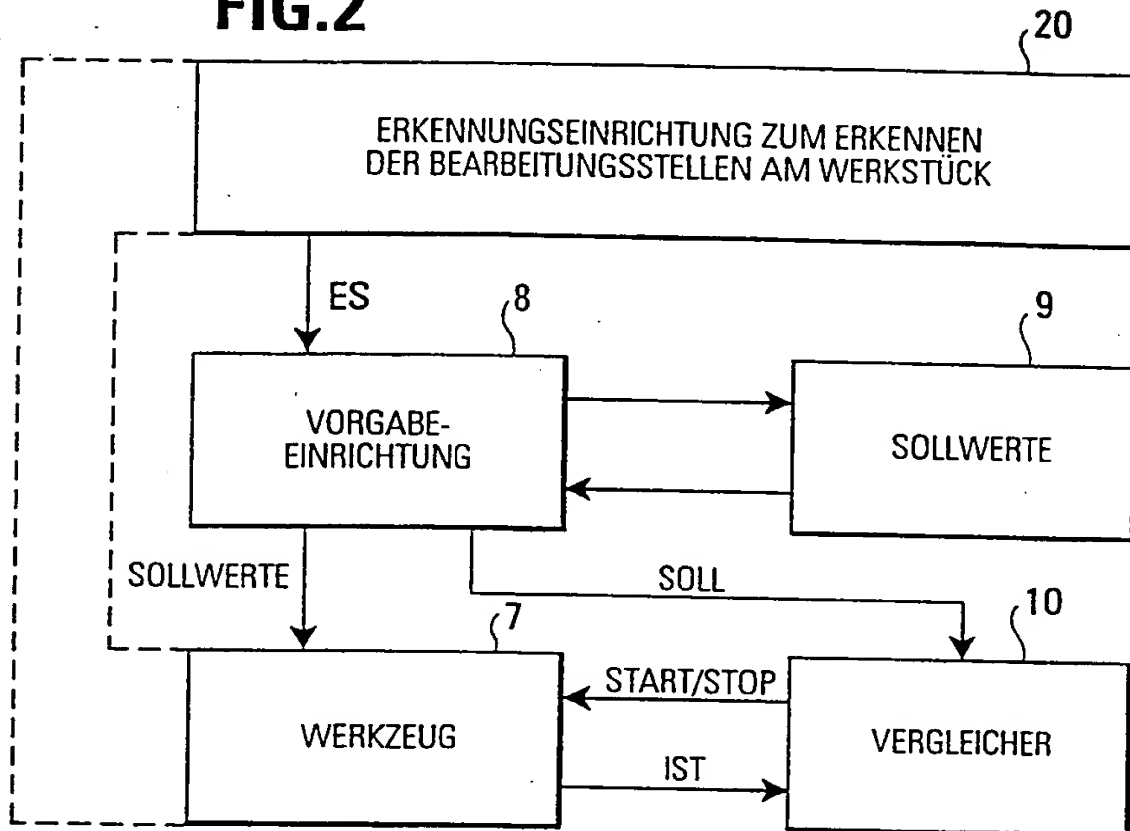 FIG.2
20
ERKENNUNGSEINRICHTUNG ZUM ERKENNEN
DER BEARBEITUNGSSTELLEN AM WERKSTÜCK
ES
8
9
VORGABE-
EINRICHTUNG
SOLLWERTE
SOLLWERTE
SOLL
7
10
START/STOP
WERKZEUG
VERGLEICHER
IST